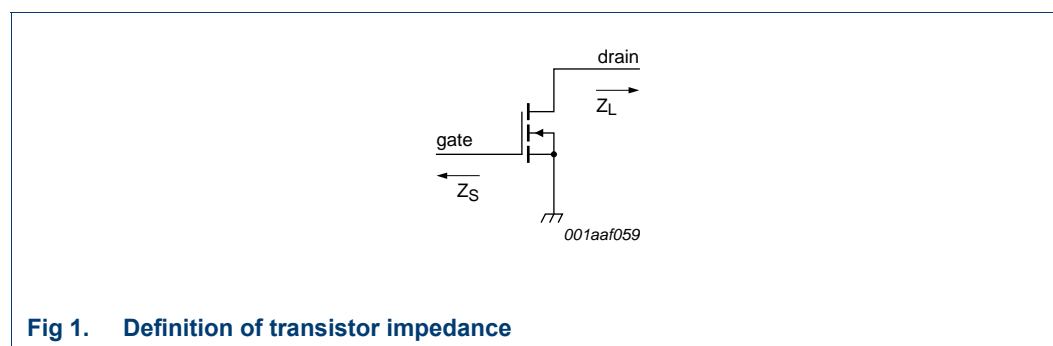 drain
Z_L
gate
Z_S
001aaf059
Fig 1. Definition of transistor impedance